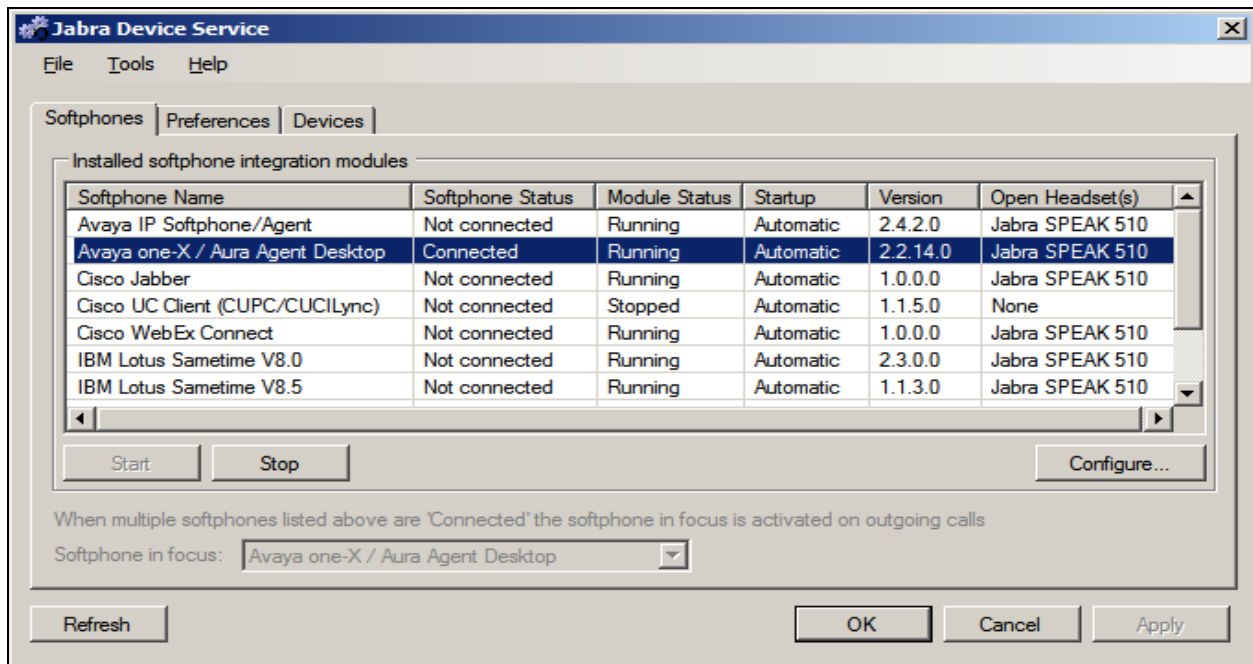 Jabra Device Service
File Tools Help
Softphones Preferences Devices
Installed softphone integration modules
Softphone Name Softphone Status Module Status Startup Version Open Headset(s)
Avaya IP Softphone/Agent Not connected Running Automatic 2.4.2.0 Jabra SPEAK 510
Avaya one-X / Aura Agent Desktop Connected Running Automatic 2.2.14.0 Jabra SPEAK 510
Cisco Jabber Not connected Running Automatic 1.0.0.0 Jabra SPEAK 510
Cisco UC Client (CUPC/CUCILync) Not connected Stopped Automatic 1.1.5.0 None
Cisco WebEx Connect Not connected Running Automatic 1.0.0.0 Jabra SPEAK 510
IBM Lotus Sametime V8.0 Not connected Running Automatic 2.3.0.0 Jabra SPEAK 510
IBM Lotus Sametime V8.5 Not connected Running Automatic 1.1.3.0 Jabra SPEAK 510
Start Stop Configure...
When multiple softphones listed above are 'Connected' the softphone in focus is activated on outgoing calls
Softphone in focus: Avaya one-X / Aura Agent Desktop
Refresh OK Cancel Apply